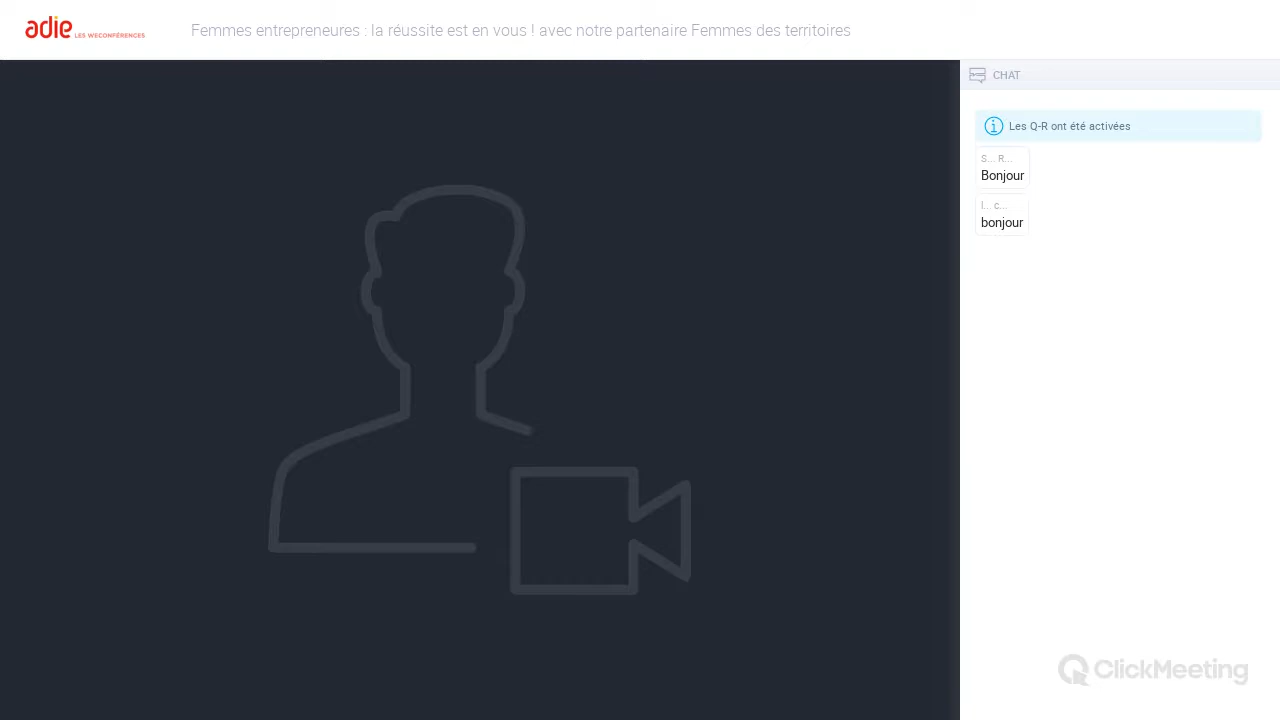 adie LES WECONFÉRENCES
Femmes entrepreneures : la réussite est en vous ! avec notre partenaire Femmes des territoires
CHAT
Les Q-R ont été activées
S... R...
Bonjour
I... c...
bonjour
ClickMeeting